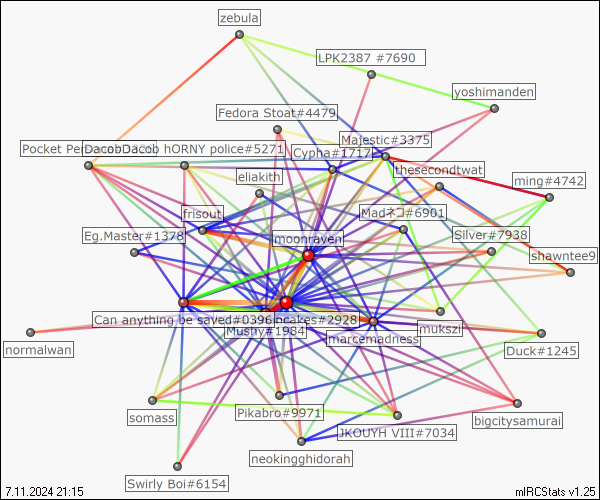 zebula
LPK2387 #7690
yoshimanden
Fedora Stoat#4479
Majestic#3375
Pocket Per
DacobDacob hORNY police#5271
Cypha#1717
thesecondtwat
eliakith
ming#4742
frisout
Madネコ#6901
Eg.Master#1378
moonraven
Silver#7938
shawntee9
Can anything be saved#0396
cakes#2928
mukszi
Mushy#1984
marcemadness
normalwan
Duck#1245
somass
Pikabro#9971
bigcitysamurai
JKOUYH VIII#7034
neokingghidorah
Swirly Boi#6154
7.11.2024 21:15
mIRCStats v1.25